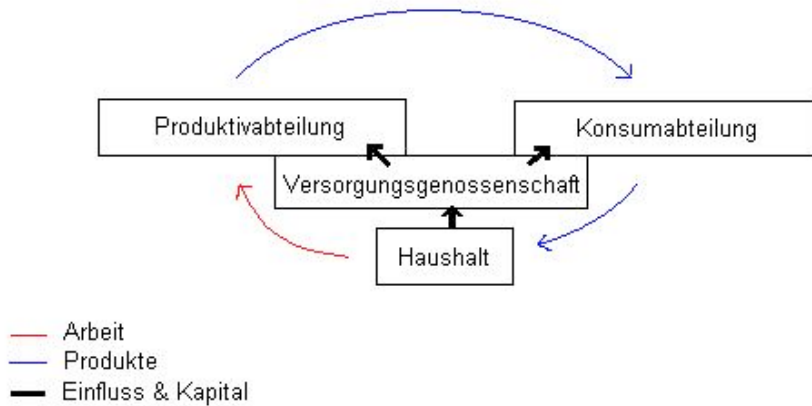 Produktivabteilung
Konsumabteilung
Versorgungsgenossenschaft
Haushalt
Arbeit
Produkte
Einfluss & Kapital